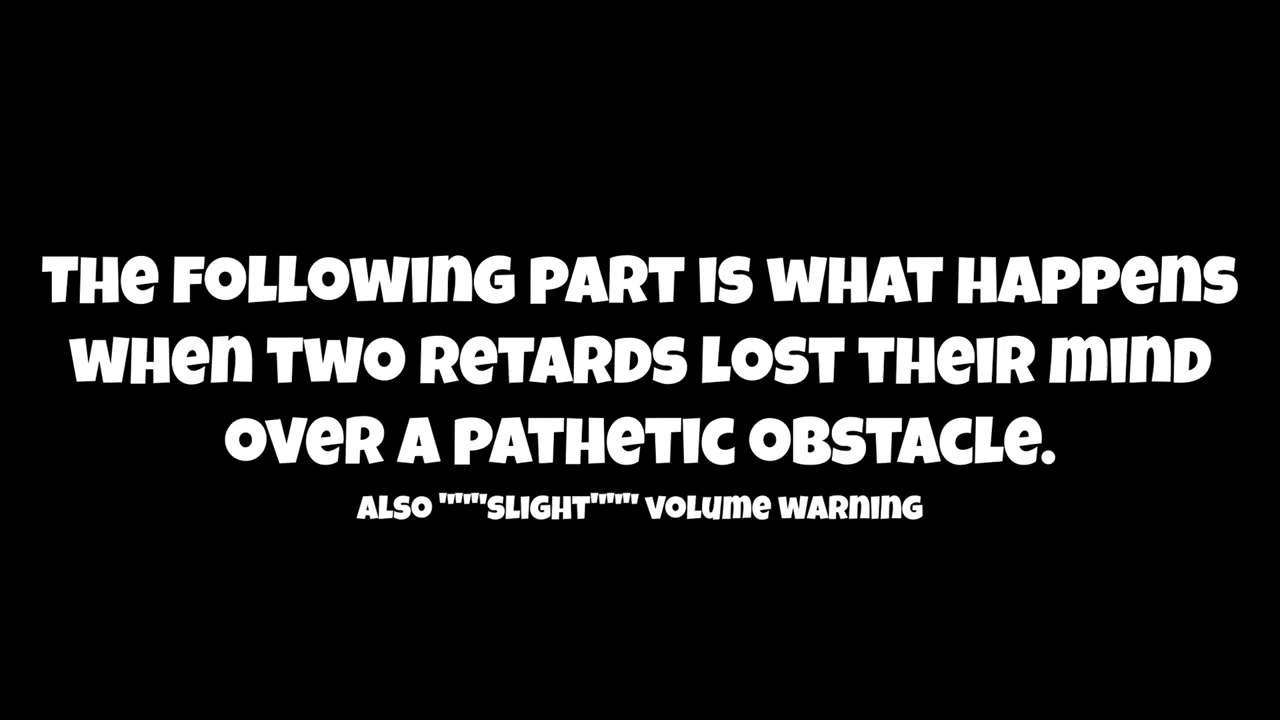 THE FOLLOWING PART IS WHAT HAPPENS
WHEN TWO RETARDS LOST THEIR MIND
OVER A PATHETIC OBSTACLE.
ALSO """SLIGHT""" VOLUME WARNING